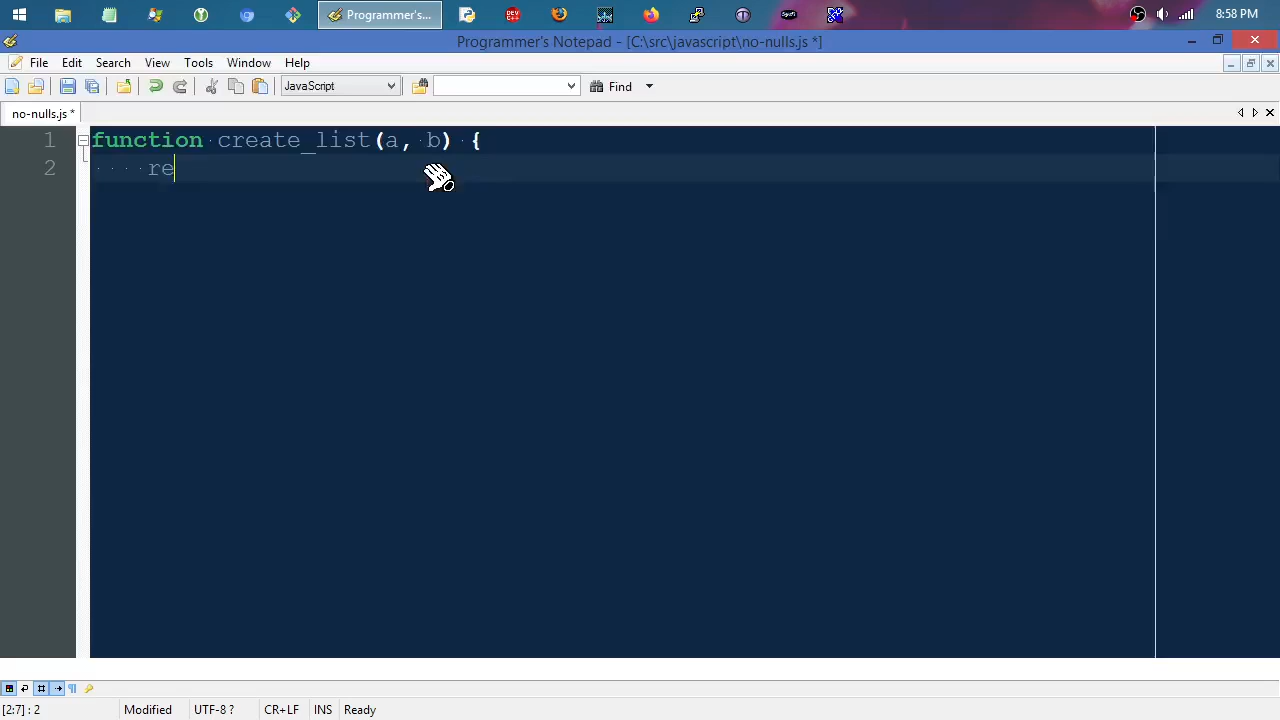 Programmer's...
8:58 PM
Programmer's Notepad - [C:\src\javascript\no-nulls.js *]
File Edit Search View Tools Window Help
JavaScript Find
no-nulls.js *
1 function create_list(a, b) {
2 re
[2:7] : 2 Modified UTF-8 ? CR+LF INS Ready